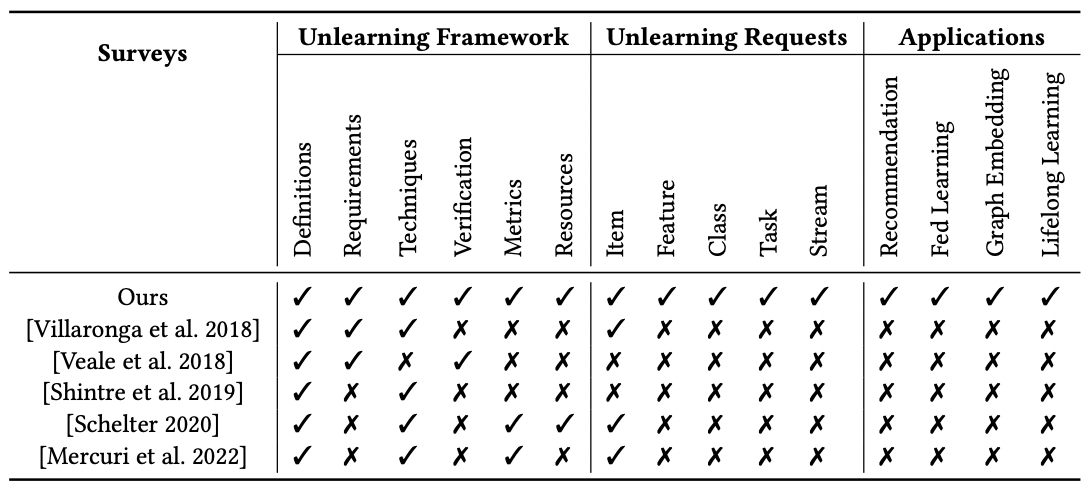 Surveys Unlearning Framework Unlearning Requests Applications
Definitions Requirements Techniques Verification Metrics Resources Item Feature Class Task Stream Recommendation Fed Learning Graph Embedding Lifelong Learning
Ours ✓ ✓ ✓ ✓ ✓ ✓ ✓ ✓ ✓ ✓ ✓ ✓ ✓ ✓ ✓
[Villaronga et al. 2018] ✓ ✓ ✓ ✗ ✗ ✗ ✓ ✗ ✗ ✗ ✗ ✗ ✗ ✗ ✗
[Veale et al. 2018] ✓ ✓ ✗ ✓ ✗ ✗ ✗ ✗ ✗ ✗ ✗ ✗ ✗ ✗ ✗
[Shintre et al. 2019] ✓ ✗ ✓ ✗ ✗ ✗ ✗ ✗ ✗ ✗ ✗ ✗ ✗ ✗ ✗
[Schelter 2020] ✓ ✗ ✓ ✗ ✓ ✓ ✓ ✗ ✗ ✗ ✗ ✗ ✗ ✗ ✗
[Mercuri et al. 2022] ✓ ✗ ✓ ✗ ✓ ✗ ✓ ✗ ✗ ✗ ✗ ✗ ✗ ✗ ✗